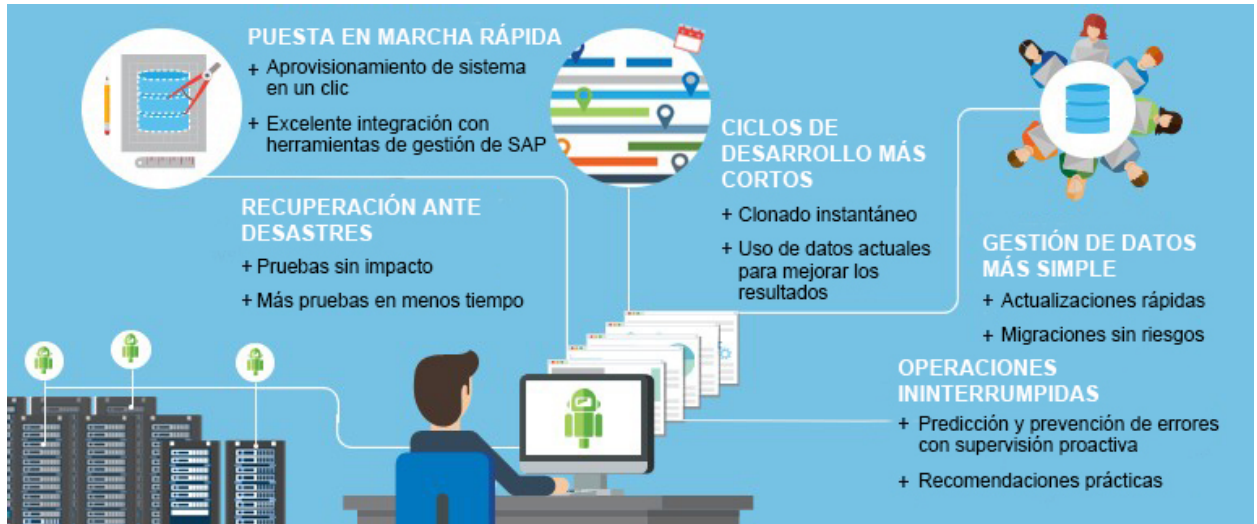 PUESTA EN MARCHA RÁPIDA
+ Aprovisionamiento de sistema
en un clic
+ Excelente integración con
herramientas de gestión de SAP
RECUPERACIÓN ANTE
DESASTRES
+ Pruebas sin impacto
+ Más pruebas en menos tiempo
CICLOS DE
DESARROLLO MÁS
CORTOS
+ Clonado instantáneo
+ Uso de datos actuales
para mejorar los
resultados
GESTIÓN DE DATOS
MÁS SIMPLE
+ Actualizaciones rápidas
+ Migraciones sin riesgos
OPERACIONES
ININTERRUMPIDAS
+ Predicción y prevención de errores
con supervisión proactiva
+ Recomendaciones prácticas